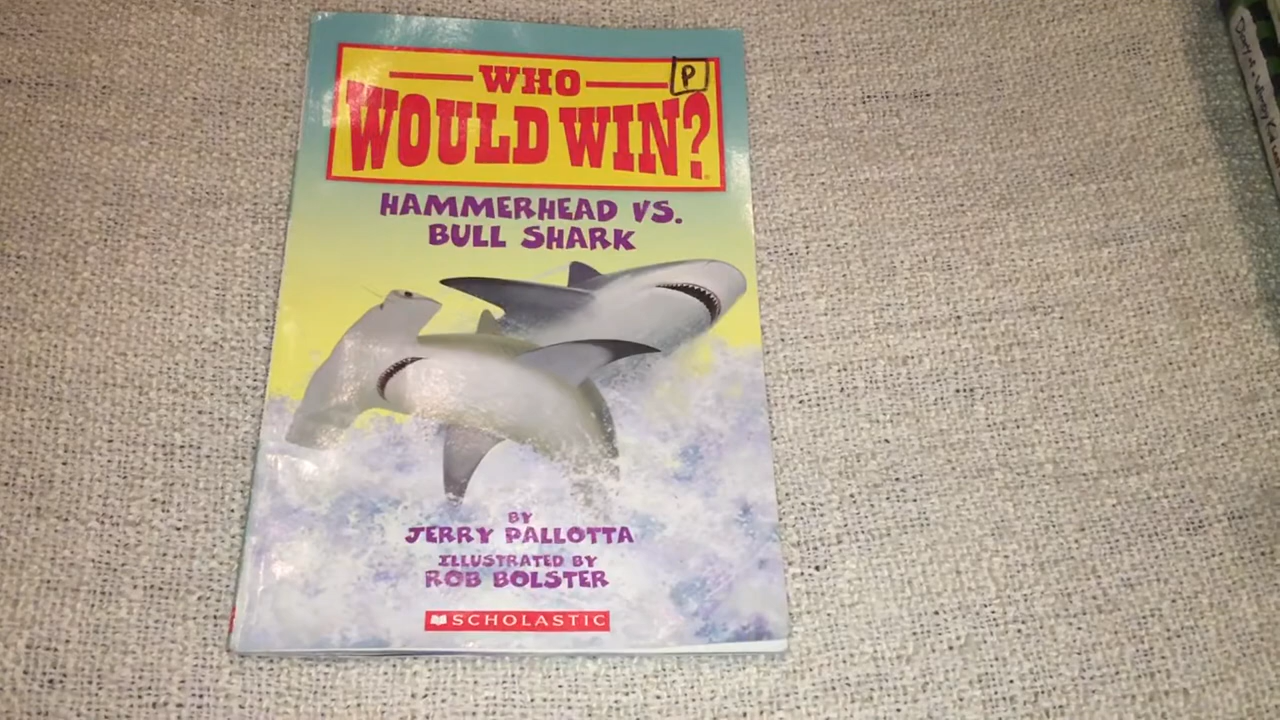 WHO
P
WOULD WIN?
HAMMERHEAD VS.
BULL SHARK
BY
JERRY PALLOTTA
ILLUSTRATED BY
ROB BOLSTER
SCHOLASTIC